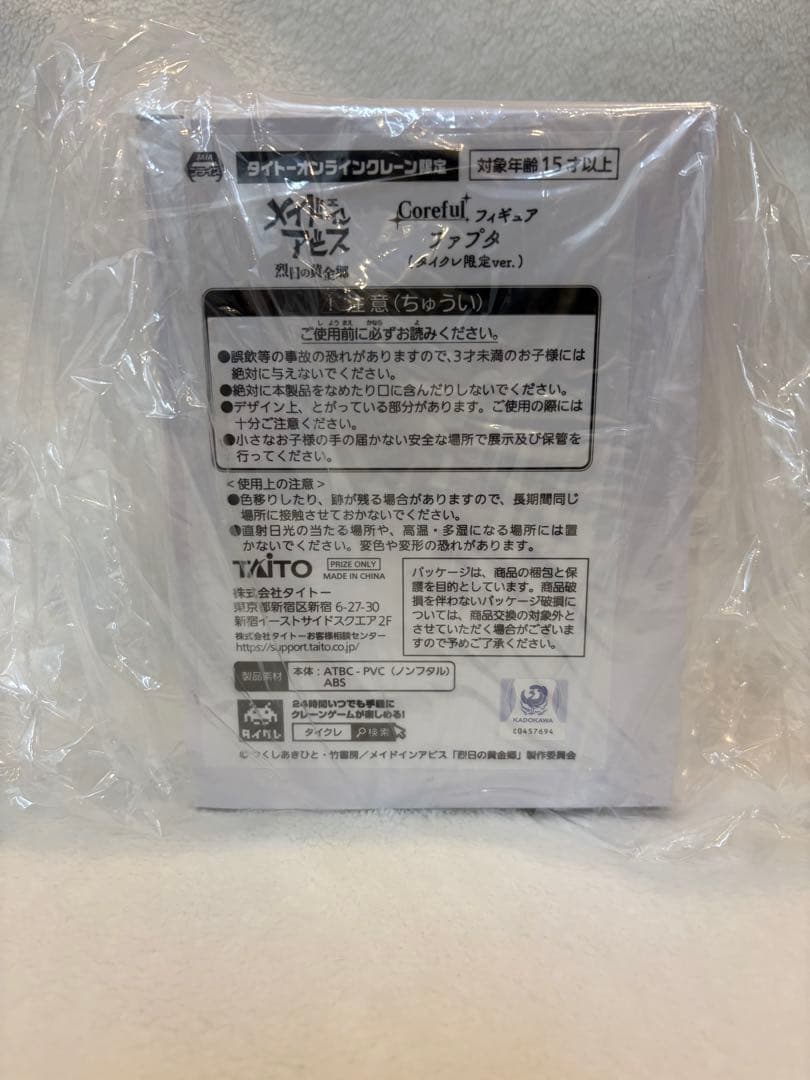 JAIA
プライズ
タイトーオンラインクレーン限定
対象年齢15才以上
メイドインアビス
烈日の黄金郷
Coreful フィギュア
ファプタ
(タイクレ限定ver.)
! 注意(ちゅうい)
ご使用前に必ずお読みください。
●誤飲等の事故の恐れがありますので、3才未満のお子様には
絶対に与えないでください。
●絶対に本製品をなめたり口に含んだりしないでください。
●デザイン上、とがっている部分があります。ご使用の際には
十分ご注意ください。
●小さなお子様の手の届かない安全な場所で展示及び保管を
行ってください。
<使用上の注意>
●色移りしたり、跡が残る場合がありますので、長期間同じ
場所に接触させておかないでください。
●直射日光の当たる場所や、高温・多湿になる場所には置
かないでください。変色や変形の恐れがあります。
TAITO
PRIZE ONLY
MADE IN CHINA
株式会社タイトー
東京都新宿区新宿 6-27-30
新宿イーストサイドスクエア2F
株式会社タイトーお客様相談センター
https://support.taito.co.jp/
パッケージは、商品の梱包と保
護を目的としています。商品破
損を伴わないパッケージ破損に
ついては、商品交換の対象外と
させていただく場合がございま
すので予めご了承ください。
製品素材
本体:ATBC-PVC(ノンフタル)
ABS
タイクレ
24時間いつでも手軽に
クレーンゲームが楽しめる!
タイクレ 検索
KADOKAWA
CQ457694
©つくしあきひと・竹書房/メイドインアビス「烈日の黄金郷」製作委員会